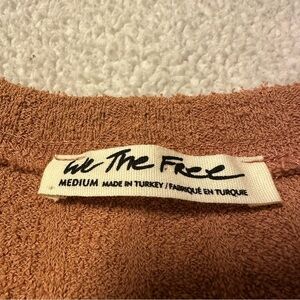 We The Free
MEDIUM MADE IN TURKEY / FABRIQUÉ EN TURQUIE